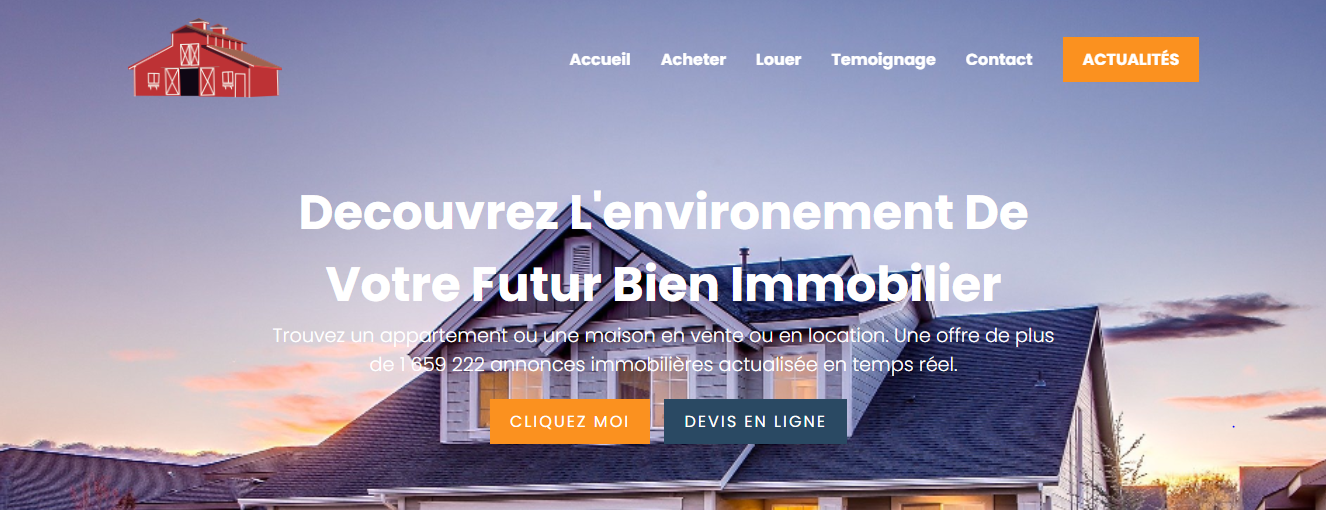 Accueil Acheter Louer Temoignage Contact ACTUALITÉS
Decouvrez L'environement De
Votre Futur Bien Immobilier
Trouvez un appartement ou une maison en vente ou en location. Une offre de plus
de 1 659 222 annonces immobilières actualisée en temps réel.
CLIQUEZ MOI DEVIS EN LIGNE